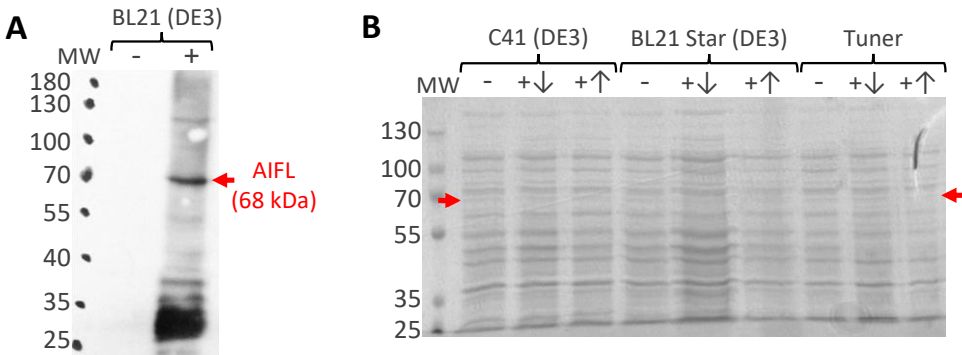 A
BL21 (DE3)
MW - +
180
130
100
70
55
40
35
25
AIFL
(68 kDa)
B
C41 (DE3) BL21 Star (DE3) Tuner
MW - +↓ +↑ - +↓ +↑ - +↓ +↑
130
100
70
55
35
25